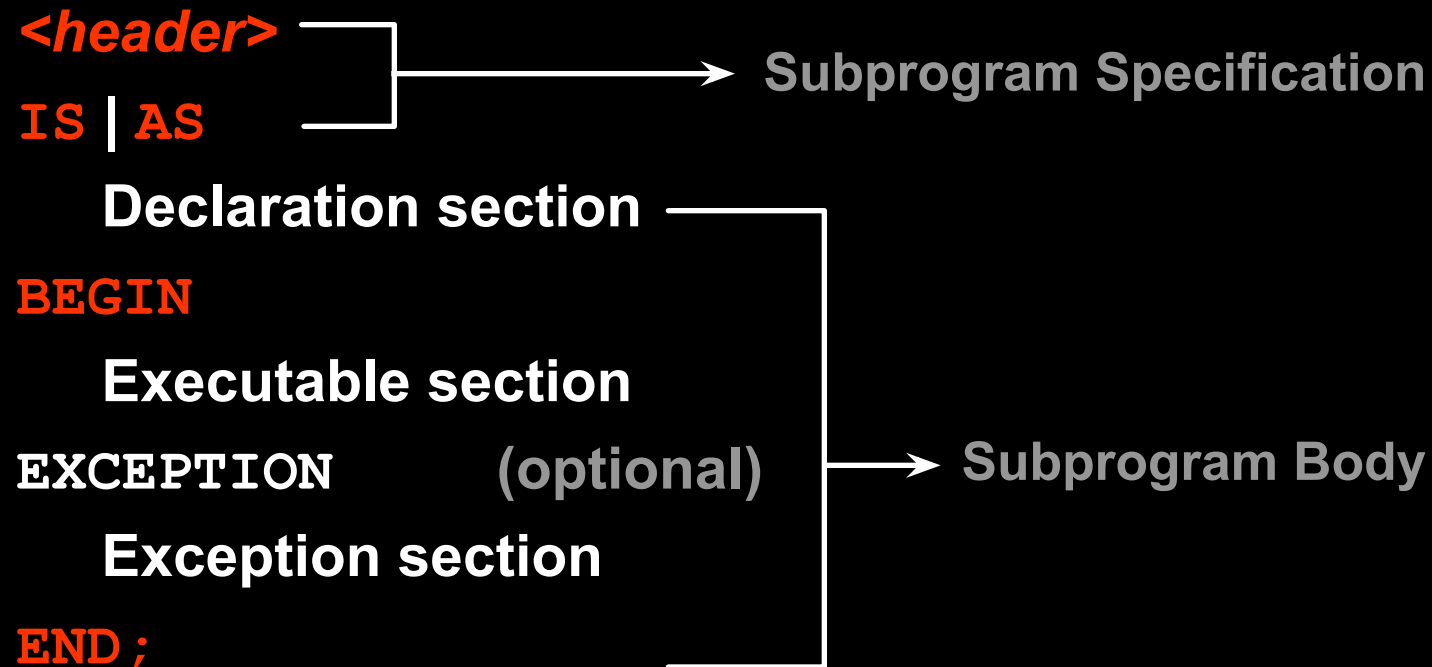 <header>
Subprogram Specification
IS | AS
Declaration section
BEGIN
Executable section
EXCEPTION (optional)
Subprogram Body
Exception section
END;